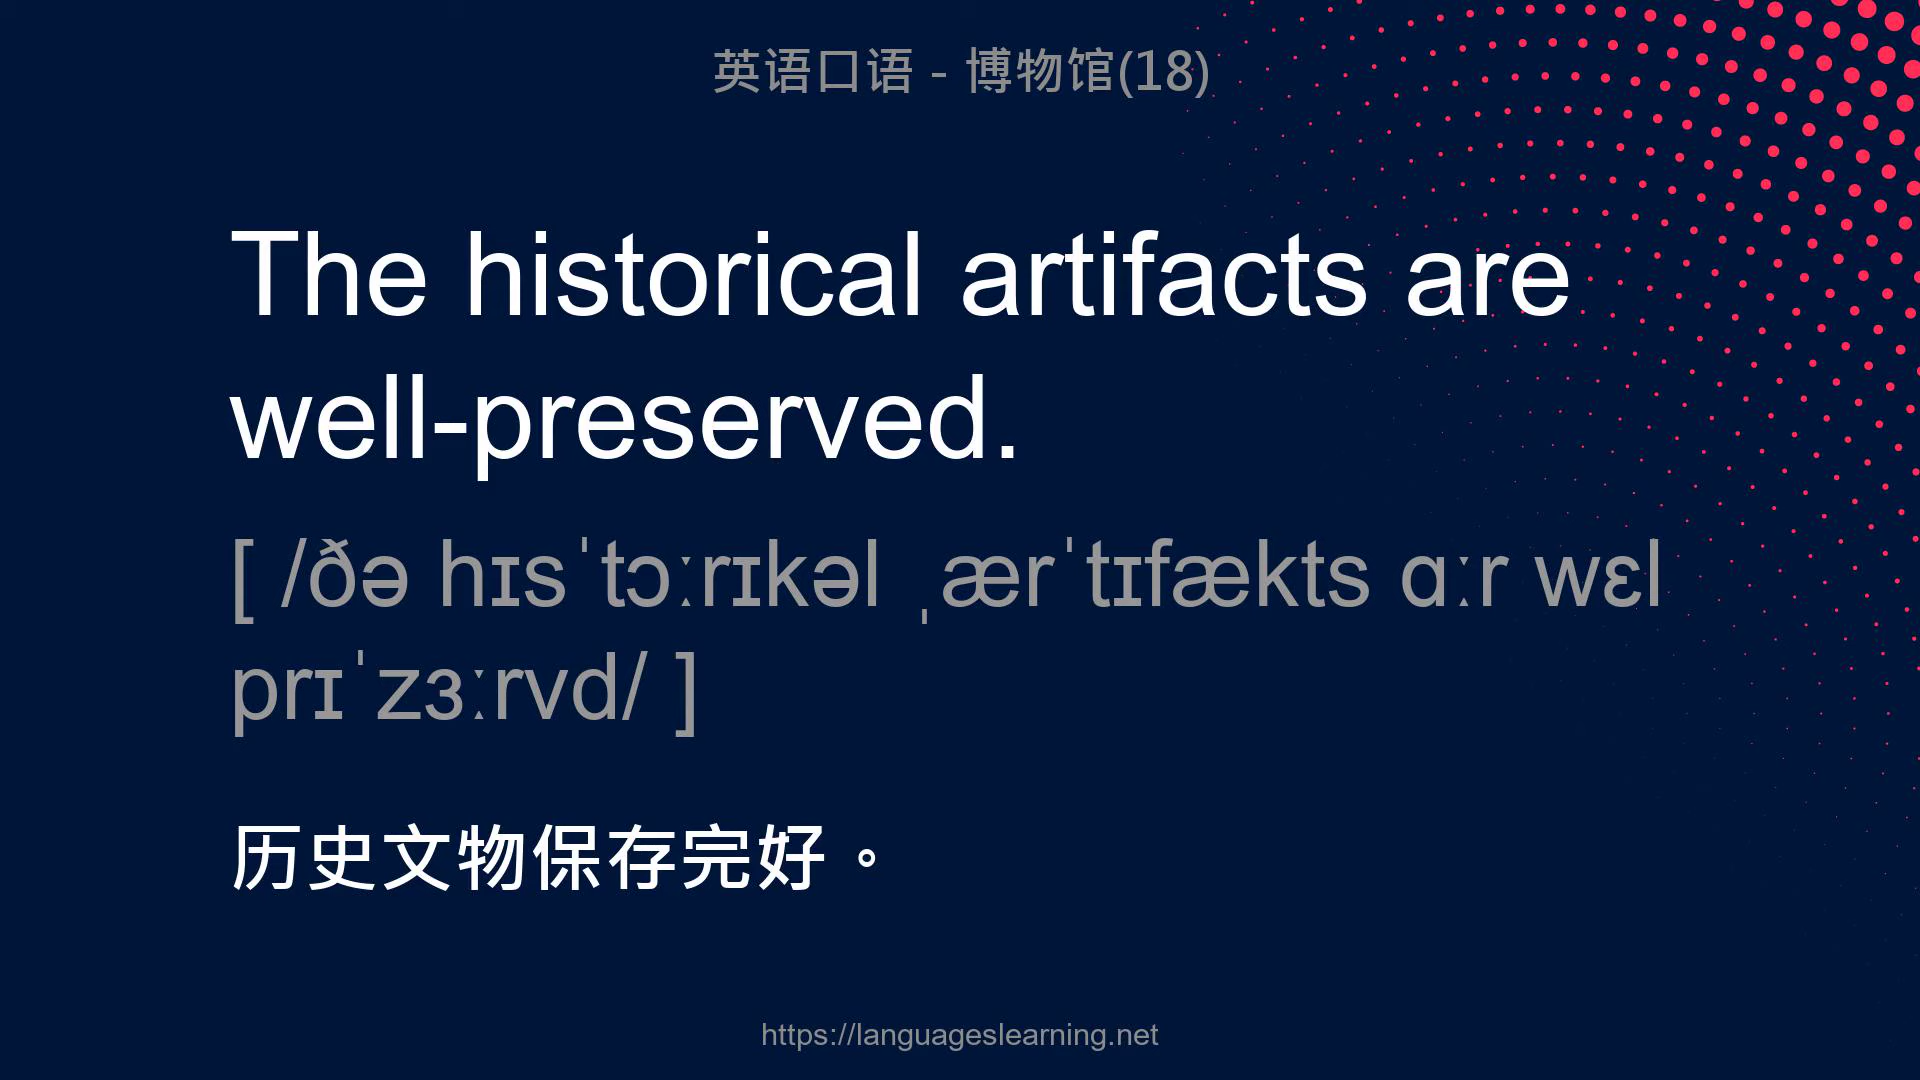 英语口语 - 博物馆(18)
The historical artifacts are
well-preserved.
[ /ðə hɪsˈtɔːrɪkəl ˌærˈtɪfækts ɑːr wɛl
prɪˈzɜːrvd/ ]
历史文物保存完好。
https://languageslearning.net